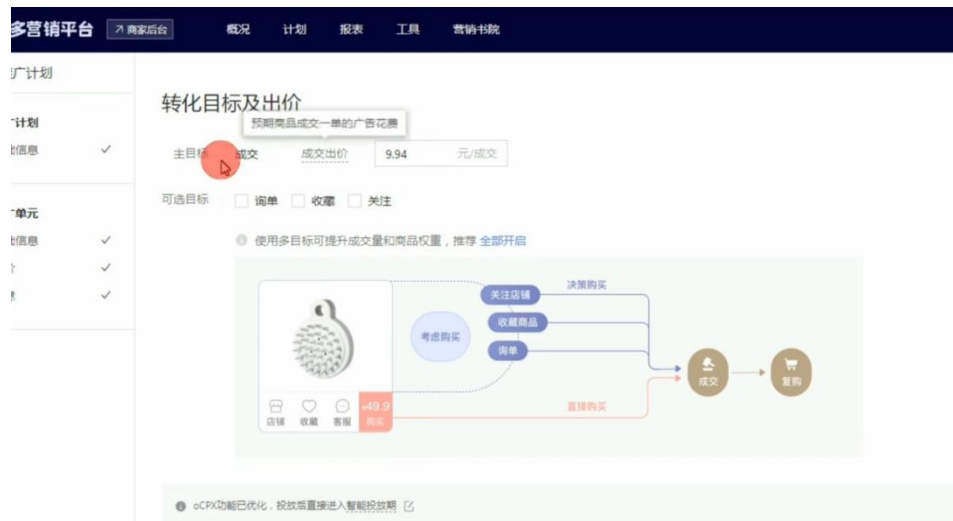 多营销平台 商家后台 概况 计划 报表 工具 营销书院
广计划
转化目标及出价
预期商品成交一单的广告花费
计划
主目标 成交 成交出价 9.94 元/成交
信息
可选目标 询单 收藏 关注
单元
信息
使用多目标可提升成交量和商品权重，推荐 全部开启
决策购买
关注店铺
收藏商品
考虑购买
询单
成交
复购
直接购买
¥49.9
店铺 收藏 客服 购买
oCPX功能已优化，投放后直接进入智能投放期